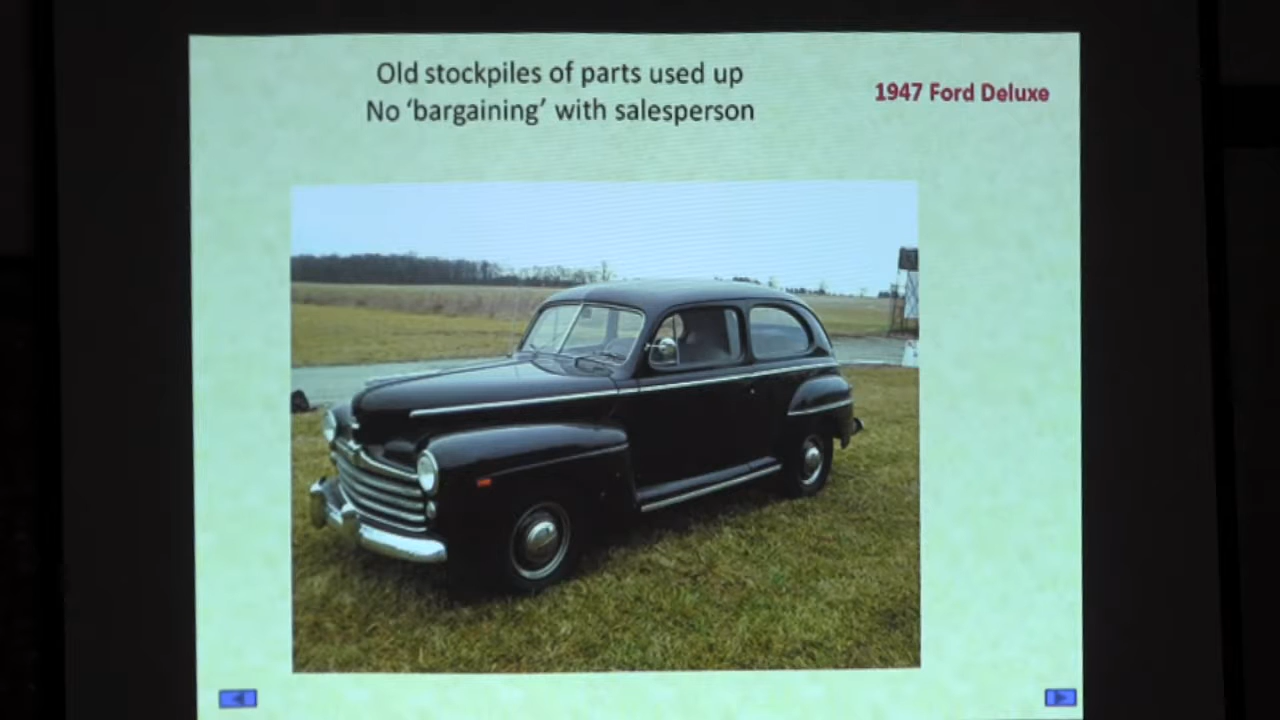 Old stockpiles of parts used up
No ‘bargaining’ with salesperson
1947 Ford Deluxe